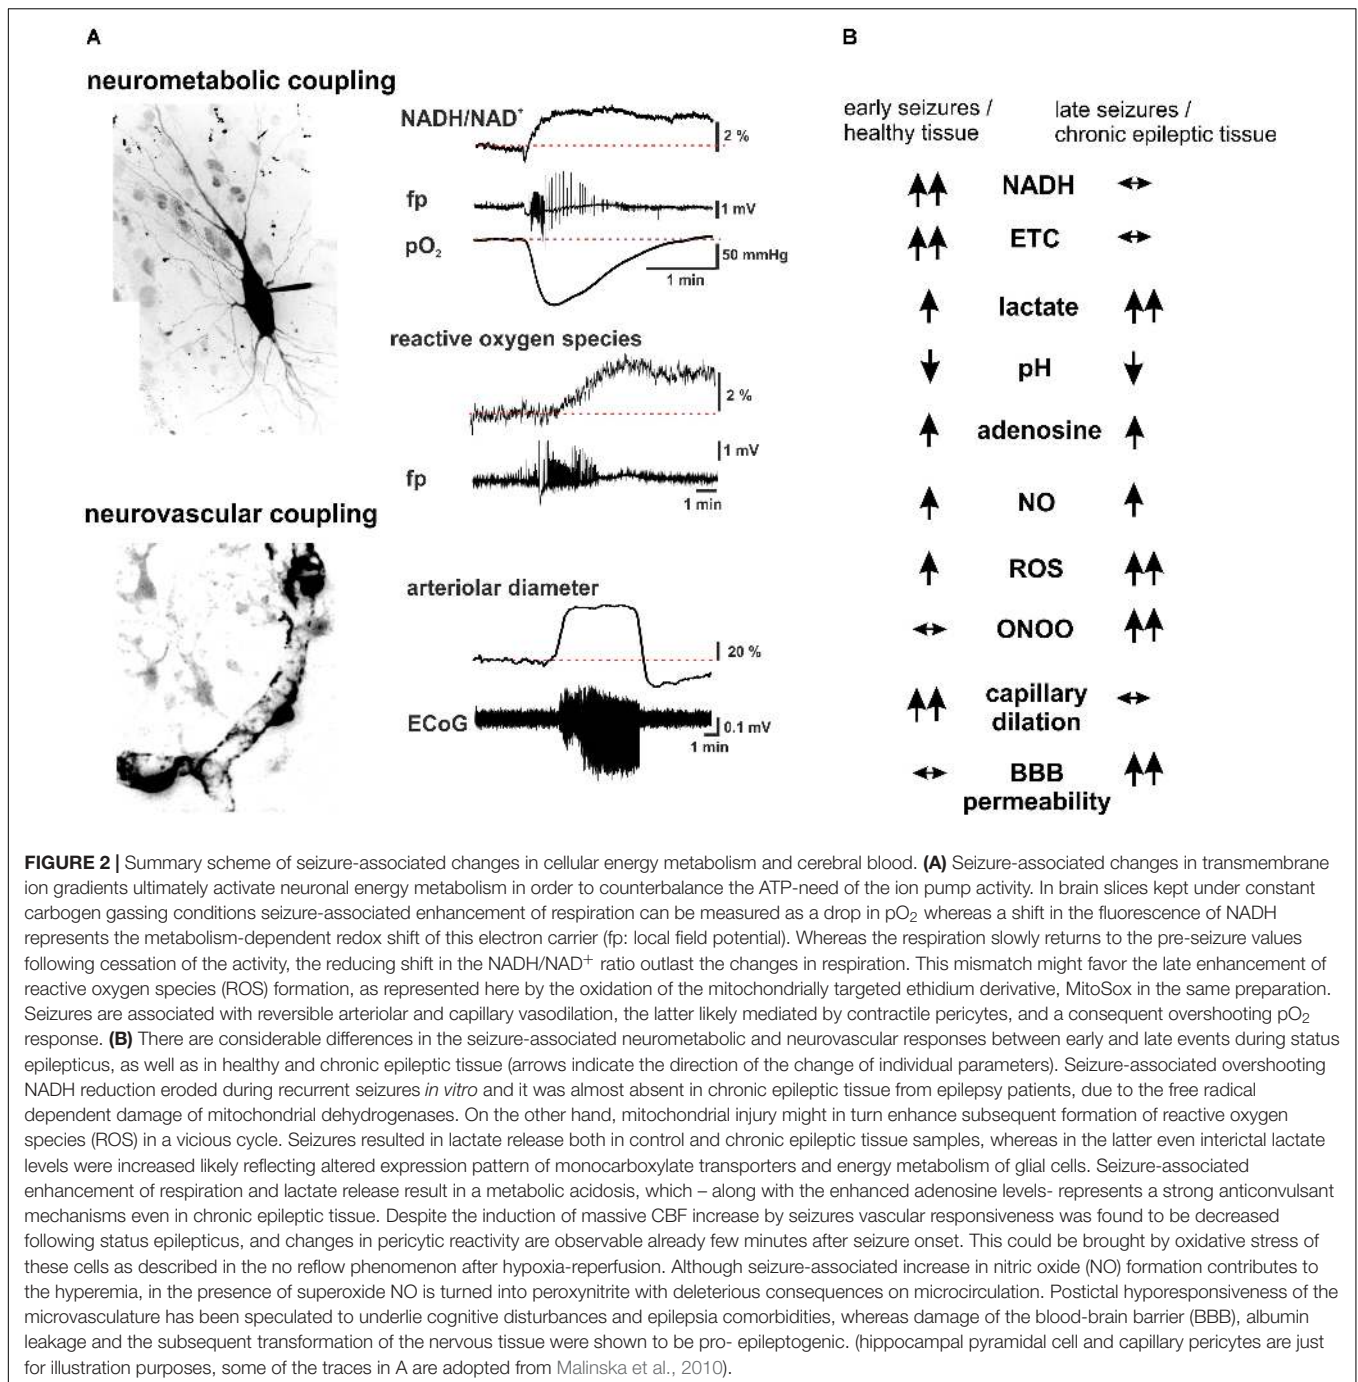 A
B
neurometabolic coupling
NADH/NAD⁺
2 %
fp
1 mV
pO₂
50 mmHg
1 min
reactive oxygen species
2 %
1 mV
fp
1 min
neurovascular coupling
arteriolar diameter
20 %
ECoG
0.1 mV
1 min
early seizures /
healthy tissue
late seizures /
chronic epileptic tissue
NADH
ETC
lactate
pH
adenosine
NO
ROS
ONOO
capillary
dilation
BBB
permeability
FIGURE 2 | Summary scheme of seizure-associated changes in cellular energy metabolism and cerebral blood. (A) Seizure-associated changes in transmembrane
ion gradients ultimately activate neuronal energy metabolism in order to counterbalance the ATP-need of the ion pump activity. In brain slices kept under constant
carbogen gassing conditions seizure-associated enhancement of respiration can be measured as a drop in pO₂ whereas a shift in the fluorescence of NADH
represents the metabolism-dependent redox shift of this electron carrier (fp: local field potential). Whereas the respiration slowly returns to the pre-seizure values
following cessation of the activity, the reducing shift in the NADH/NAD⁺ ratio outlast the changes in respiration. This mismatch might favor the late enhancement of
reactive oxygen species (ROS) formation, as represented here by the oxidation of the mitochondrially targeted ethidium derivative, MitoSox in the same preparation.
Seizures are associated with reversible arteriolar and capillary vasodilation, the latter likely mediated by contractile pericytes, and a consequent overshooting pO₂
response. (B) There are considerable differences in the seizure-associated neurometabolic and neurovascular responses between early and late events during status
epilepticus, as well as in healthy and chronic epileptic tissue (arrows indicate the direction of the change of individual parameters). Seizure-associated overshooting
NADH reduction eroded during recurrent seizures in vitro and it was almost absent in chronic epileptic tissue from epilepsy patients, due to the free radical
dependent damage of mitochondrial dehydrogenases. On the other hand, mitochondrial injury might in turn enhance subsequent formation of reactive oxygen
species (ROS) in a vicious cycle. Seizures resulted in lactate release both in control and chronic epileptic tissue samples, whereas in the latter even interictal lactate
levels were increased likely reflecting altered expression pattern of monocarboxylate transporters and energy metabolism of glial cells. Seizure-associated
enhancement of respiration and lactate release result in a metabolic acidosis, which – along with the enhanced adenosine levels- represents a strong anticonvulsant
mechanisms even in chronic epileptic tissue. Despite the induction of massive CBF increase by seizures vascular responsiveness was found to be decreased
following status epilepticus, and changes in pericytic reactivity are observable already few minutes after seizure onset. This could be brought by oxidative stress of
these cells as described in the no reflow phenomenon after hypoxia-reperfusion. Although seizure-associated increase in nitric oxide (NO) formation contributes to
the hyperemia, in the presence of superoxide NO is turned into peroxynitrite with deleterious consequences on microcirculation. Postictal hyporesponsiveness of the
microvasculature has been speculated to underlie cognitive disturbances and epilepsia comorbidities, whereas damage of the blood-brain barrier (BBB), albumin
leakage and the subsequent transformation of the nervous tissue were shown to be pro- epileptogenic. (hippocampal pyramidal cell and capillary pericytes are just
for illustration purposes, some of the traces in A are adopted from Malinska et al., 2010).